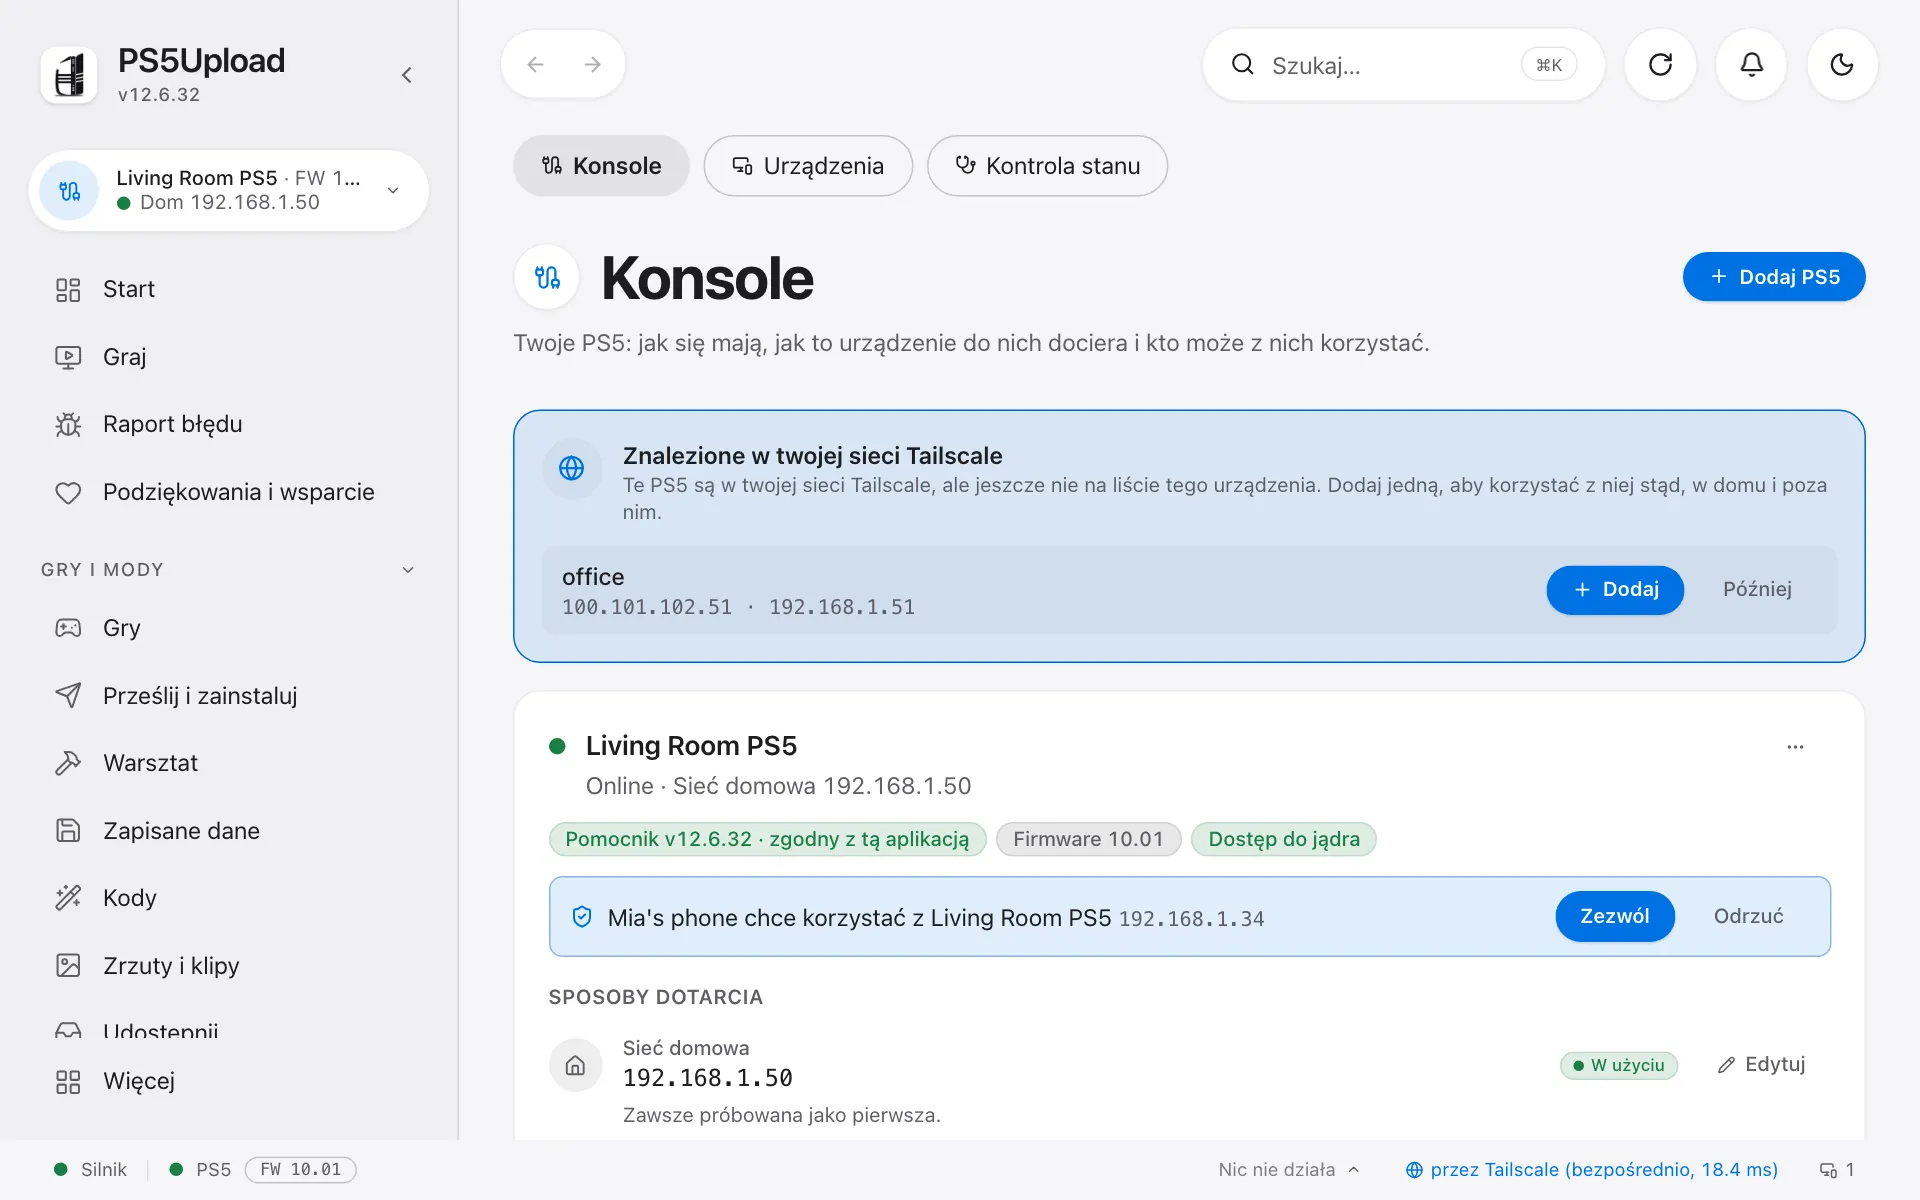 PS5Upload
v12.6.32
Living Room PS5 · FW 1...
Dom 192.168.1.50
Start
Graj
Raport błędu
Podziękowania i wsparcie
GRY I MODY
Gry
Prześlij i zainstaluj
Warsztat
Zapisane dane
Kody
Zrzuty i klipy
Udostępnij
Więcej
Szukaj...
⌘K
Konsole
Urządzenia
Kontrola stanu
Konsole
Dodaj PS5
Twoje PS5: jak się mają, jak to urządzenie do nich dociera i kto może z nich korzystać.
Znalezione w twojej sieci Tailscale
Te PS5 są w twojej sieci Tailscale, ale jeszcze nie na liście tego urządzenia. Dodaj jedną, aby korzystać z niej stąd, w domu i poza
nim.
office
100.101.102.51 · 192.168.1.51
Dodaj
Później
Living Room PS5
Online · Sieć domowa 192.168.1.50
Pomocnik v12.6.32 · zgodny z tą aplikacją
Firmware 10.01
Dostęp do jądra
Mia's phone chce korzystać z Living Room PS5 192.168.1.34
Zezwól
Odrzuć
SPOSOBY DOTARCIA
Sieć domowa
192.168.1.50
Zawsze próbowana jako pierwsza.
W użyciu
Edytuj
Silnik
PS5
FW 10.01
Nic nie działa
przez Tailscale (bezpośrednio, 18.4 ms)
1